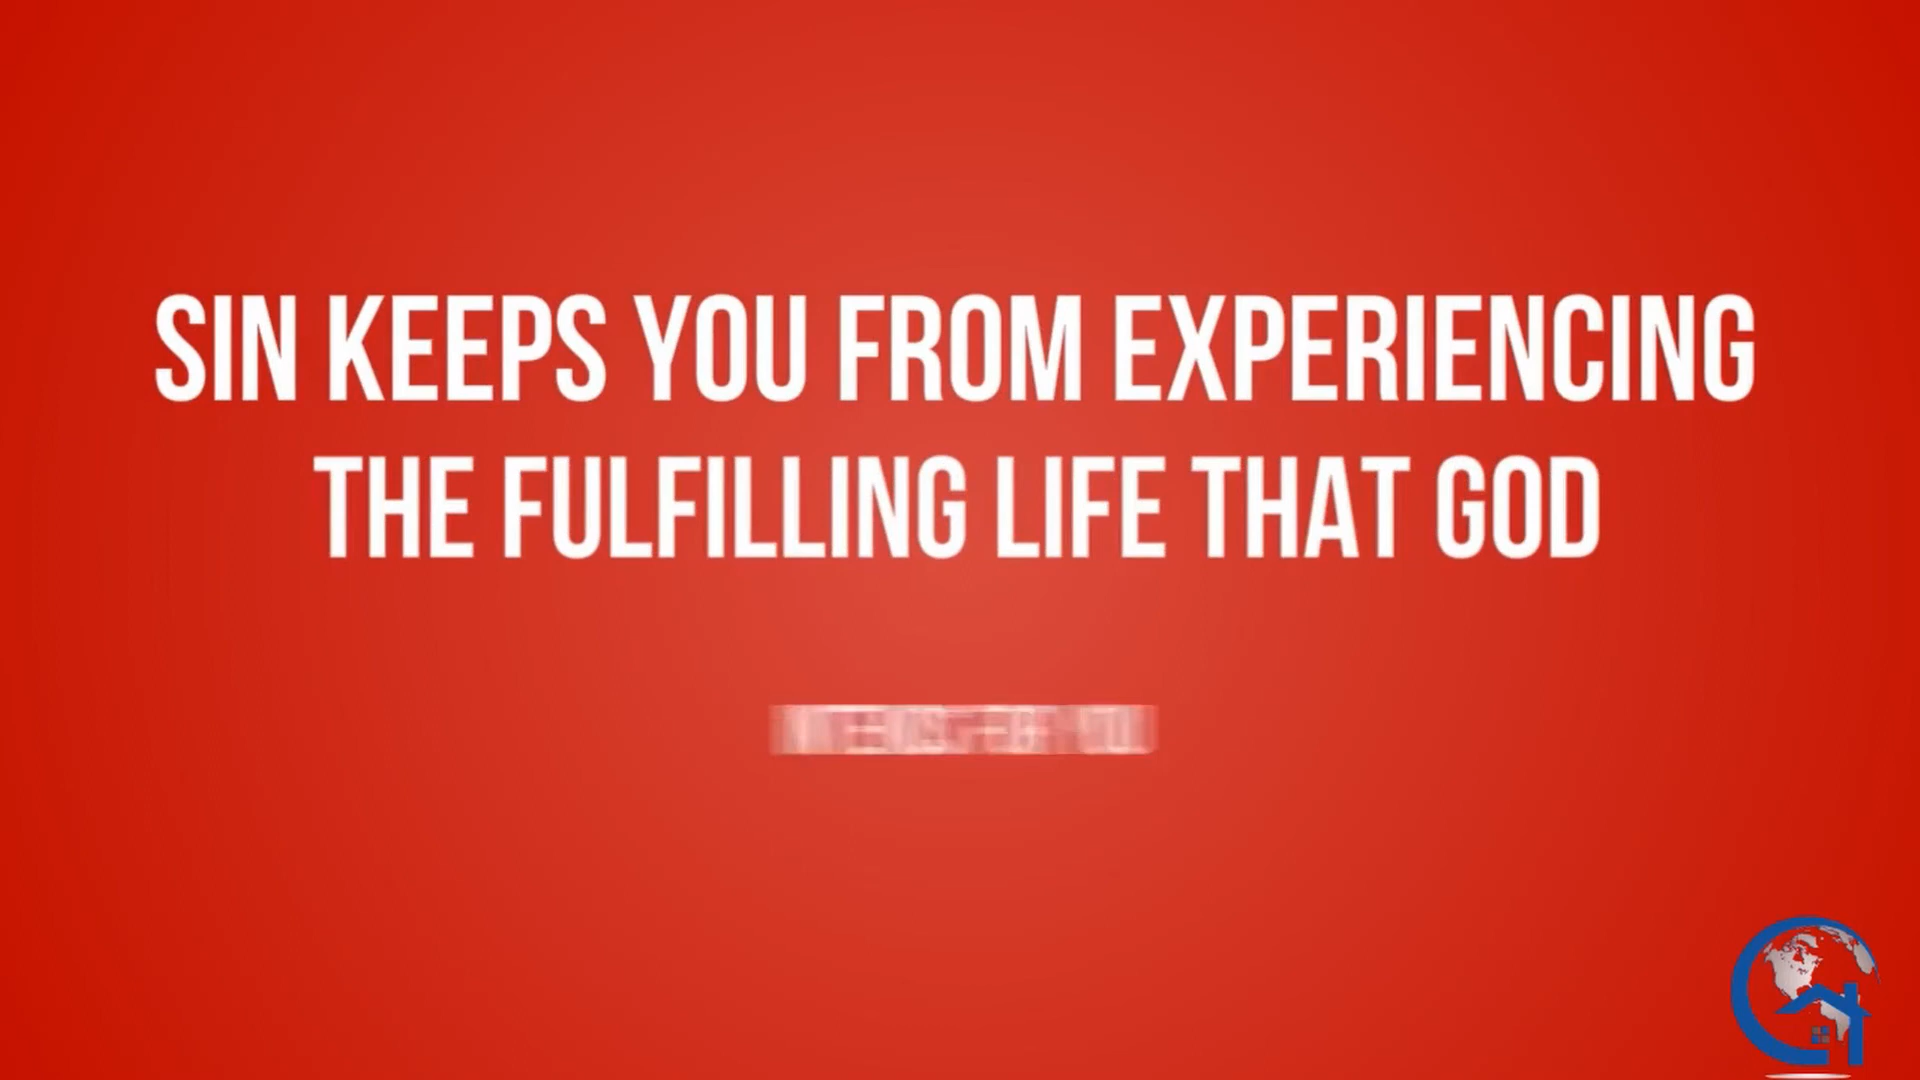 SIN KEEPS YOU FROM EXPERIENCING
THE FULFILLING LIFE THAT GOD